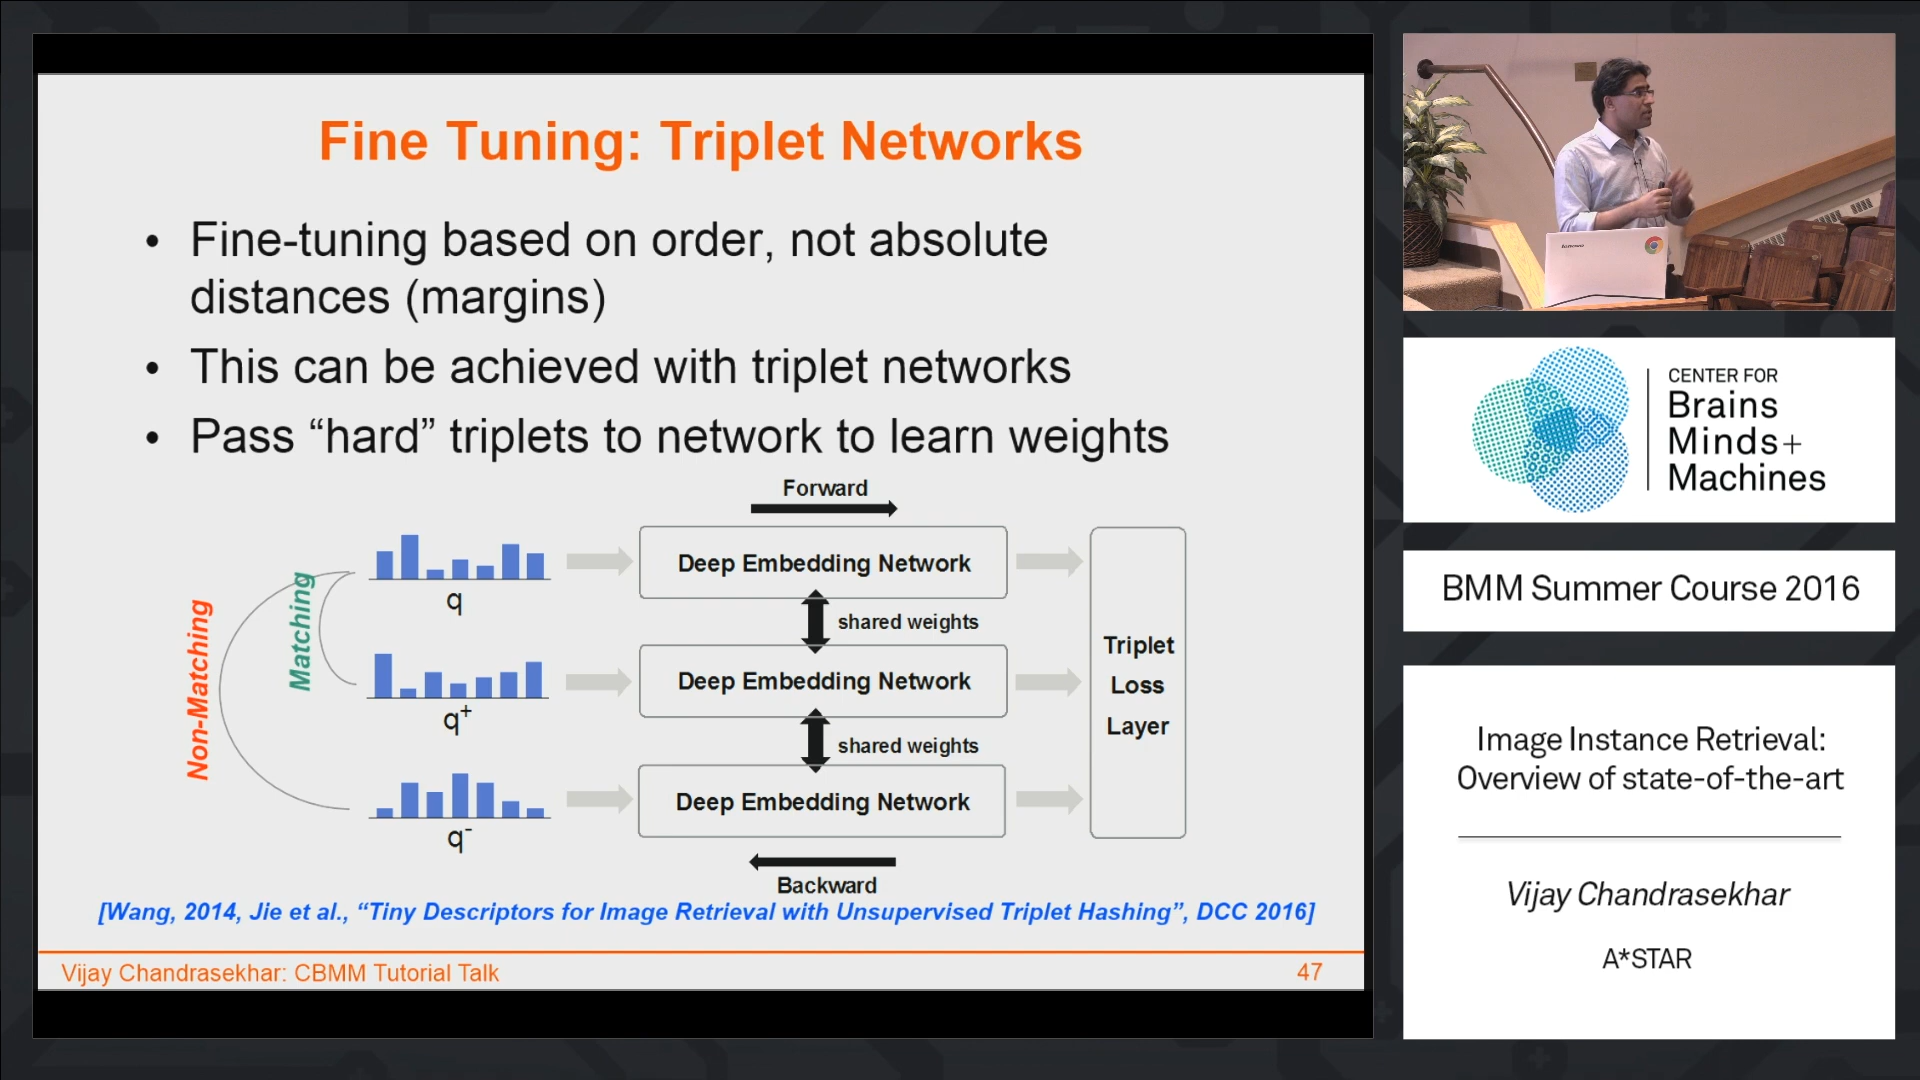 Fine Tuning: Triplet Networks
• Fine-tuning based on order, not absolute
distances (margins)
• This can be achieved with triplet networks
• Pass “hard” triplets to network to learn weights
Forward
Non-Matching
Matching
q
Deep Embedding Network
shared weights
q+
Deep Embedding Network
shared weights
q-
Deep Embedding Network
Triplet
Loss
Layer
Backward
[Wang, 2014, Jie et al., “Tiny Descriptors for Image Retrieval with Unsupervised Triplet Hashing”, DCC 2016]
Vijay Chandrasekhar: CBMM Tutorial Talk
47
lenovo
CENTER FOR
Brains
Minds+
Machines
BMM Summer Course 2016
Image Instance Retrieval:
Overview of state-of-the-art
Vijay Chandrasekhar
A*STAR